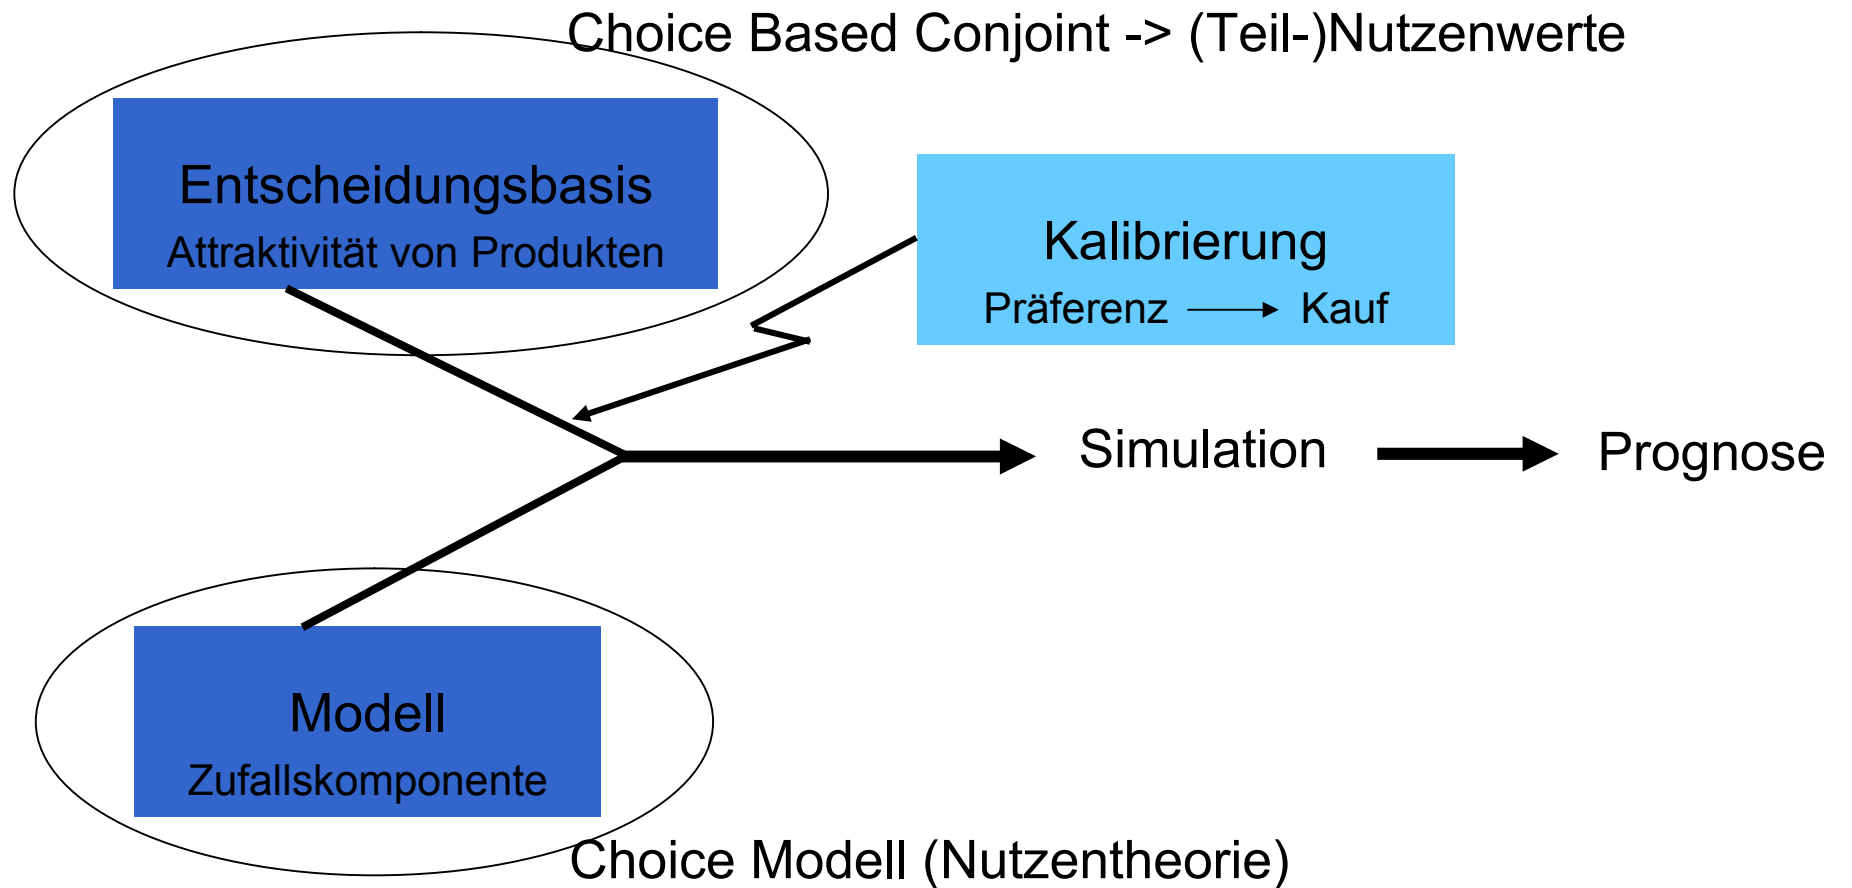 Choice Based Conjoint -> (Teil-)Nutzenwerte
Entscheidungsbasis
Attraktivität von Produkten
Kalibrierung
Präferenz Kauf
Simulation
Prognose
Modell
Zufallskomponente
Choice Modell (Nutzentheorie)